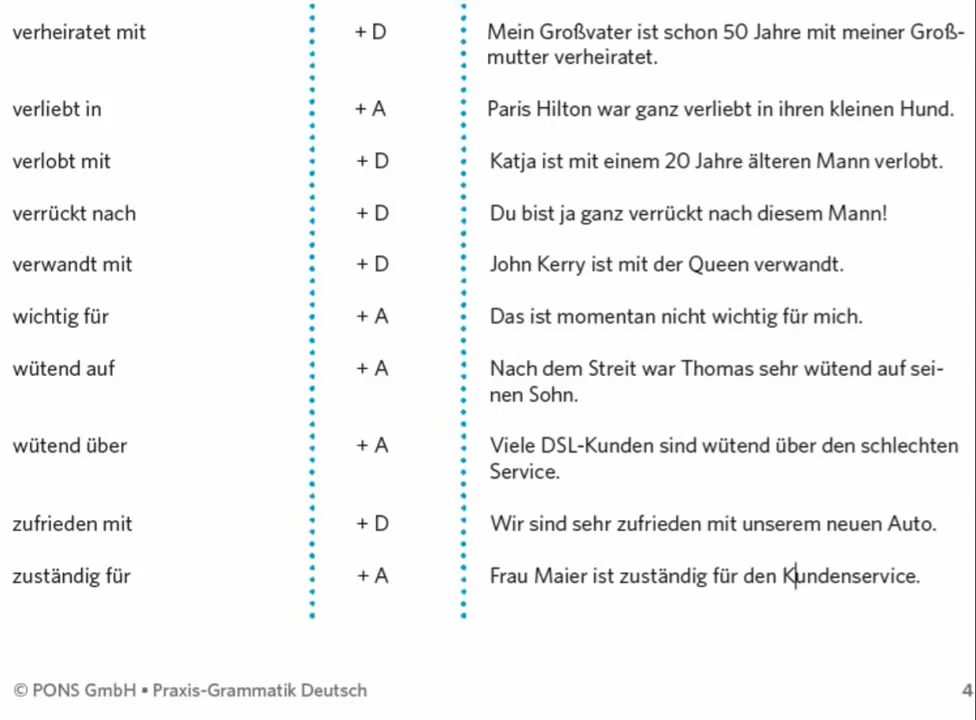 verheiratet mit + D Mein Großvater ist schon 50 Jahre mit meiner Groß-
mutter verheiratet.
verliebt in + A Paris Hilton war ganz verliebt in ihren kleinen Hund.
verlobt mit + D Katja ist mit einem 20 Jahre älteren Mann verlobt.
verrückt nach + D Du bist ja ganz verrückt nach diesem Mann!
verwandt mit + D John Kerry ist mit der Queen verwandt.
wichtig für + A Das ist momentan nicht wichtig für mich.
wütend auf + A Nach dem Streit war Thomas sehr wütend auf sei-
nen Sohn.
wütend über + A Viele DSL-Kunden sind wütend über den schlechten
Service.
zufrieden mit + D Wir sind sehr zufrieden mit unserem neuen Auto.
zuständig für + A Frau Maier ist zuständig für den Kundenservice.
© PONS GmbH ▪ Praxis-Grammatik Deutsch 4